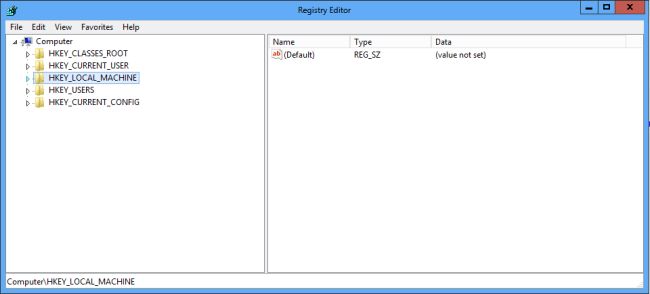 Registry Editor
File Edit View Favorites Help
Computer
HKEY_CLASSES_ROOT
HKEY_CURRENT_USER
HKEY_LOCAL_MACHINE
HKEY_USERS
HKEY_CURRENT_CONFIG
Name Type Data
ab (Default) REG_SZ (value not set)
Computer\HKEY_LOCAL_MACHINE